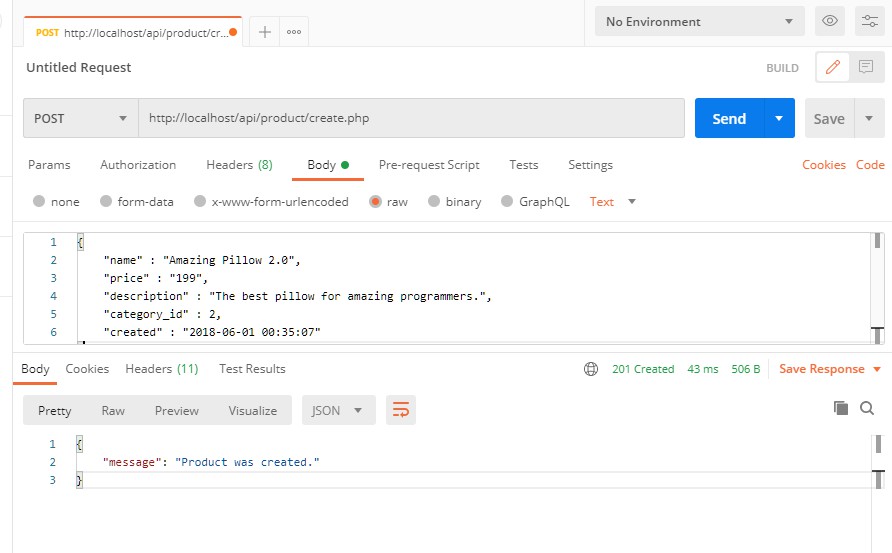 POST http://localhost/api/product/cr...
No Environment
Untitled Request
BUILD
POST
http://localhost/api/product/create.php
Send
Save
Params Authorization Headers (8) Body Pre-request Script Tests Settings Cookies Code
none form-data x-www-form-urlencoded raw binary GraphQL Text
1 {
2 "name" : "Amazing Pillow 2.0",
3 "price" : "199",
4 "description" : "The best pillow for amazing programmers.",
5 "category_id" : 2,
6 "created" : "2018-06-01 00:35:07"
Body Cookies Headers (11) Test Results 201 Created 43 ms 506 B Save Response
Pretty Raw Preview Visualize JSON
1 {
2 "message": "Product was created."
3 }